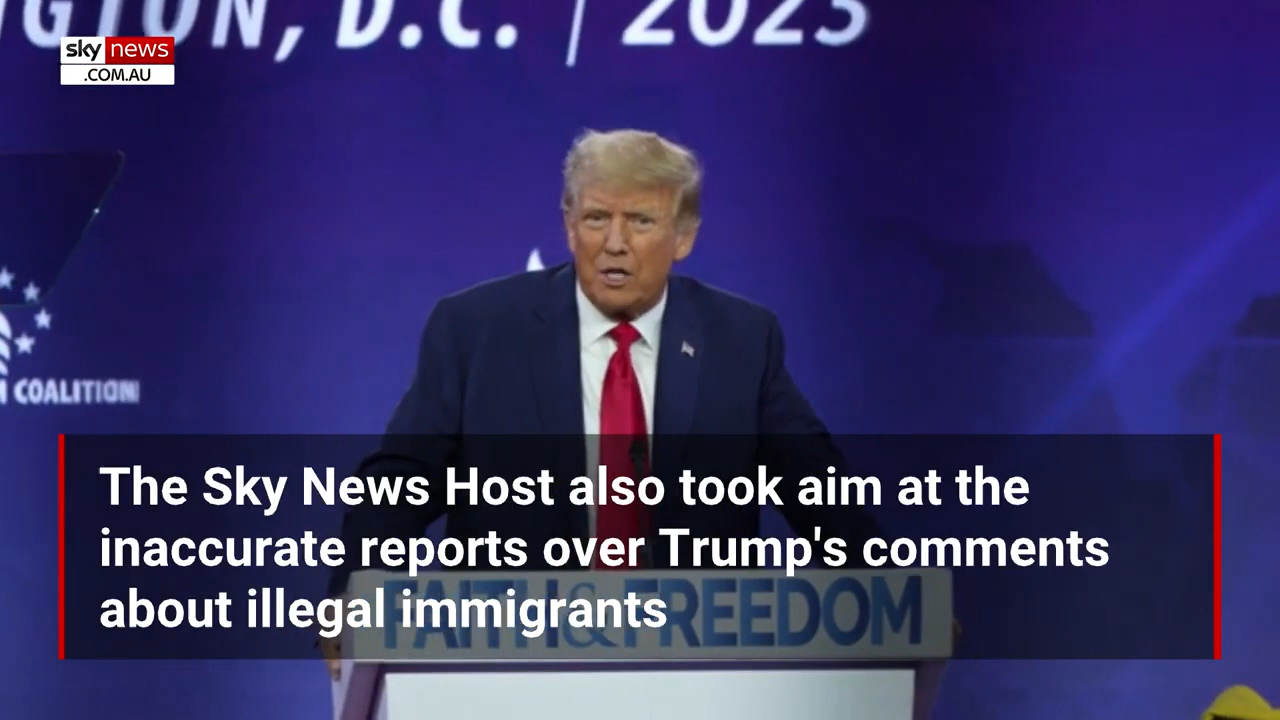 D.C. | 2023
sky news
.COM.AU
COALITION
The Sky News Host also took aim at the
inaccurate reports over Trump's comments
about illegal immigrants
FAITH & FREEDOM